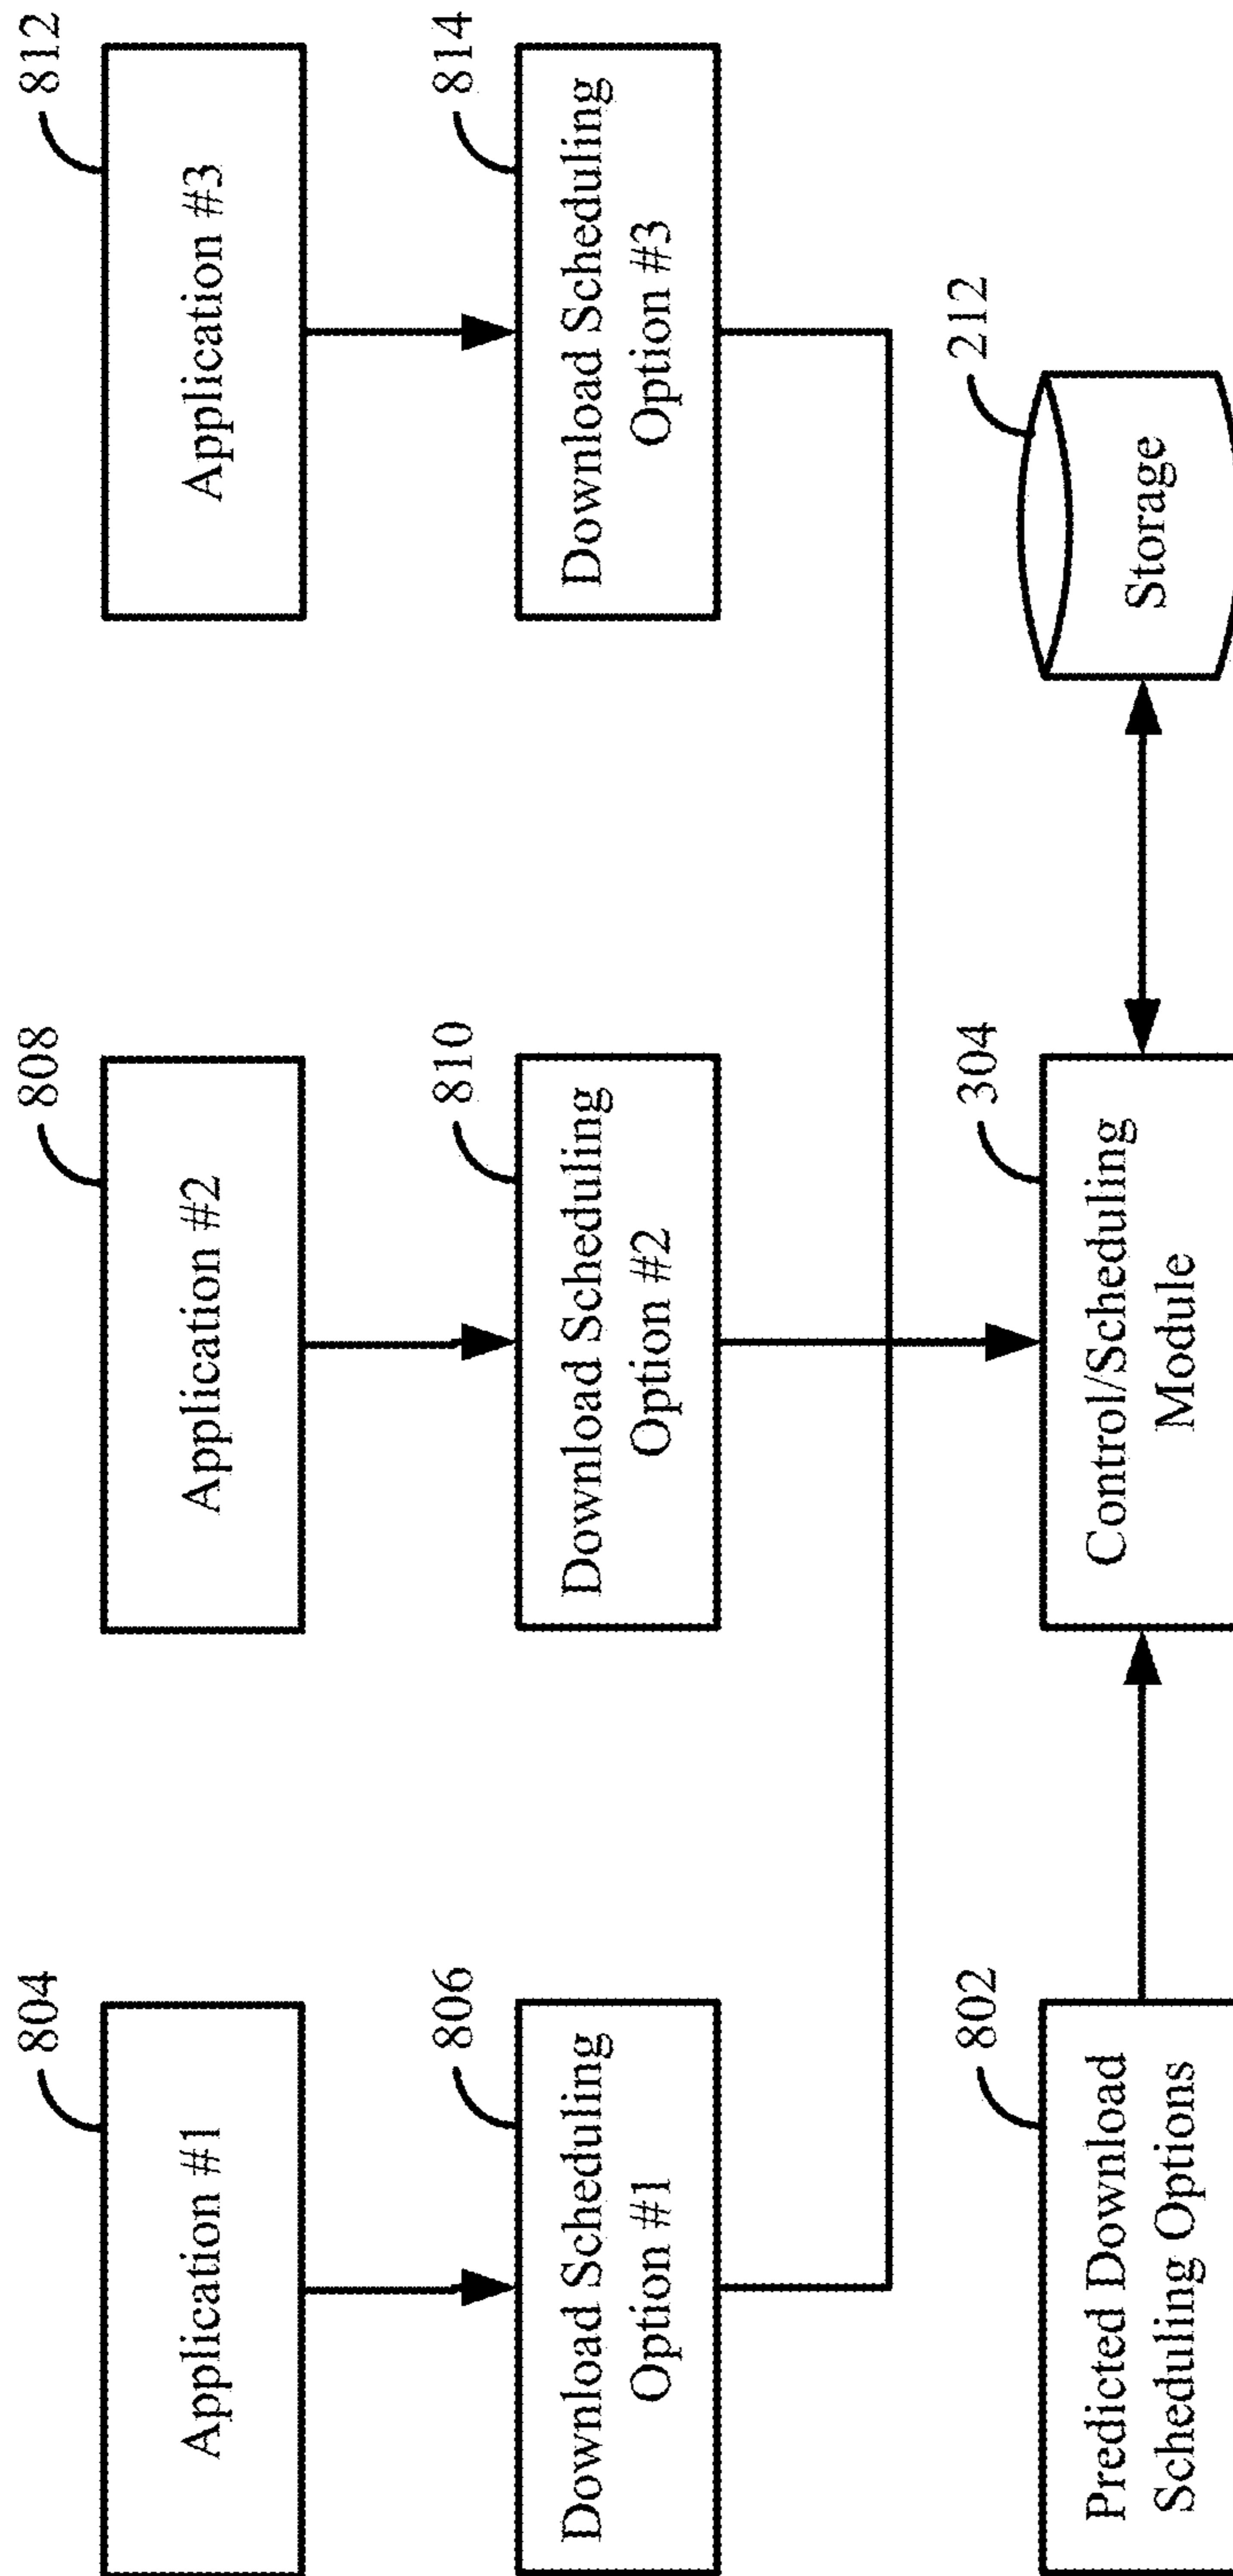 804
Application #1
808
Application #2
812
Application #3
806
Download Scheduling
Option #1
810
Download Scheduling
Option #2
814
Download Scheduling
Option #3
802
Predicted Download
Scheduling Options
304
Control/Scheduling
Module
212
Storage